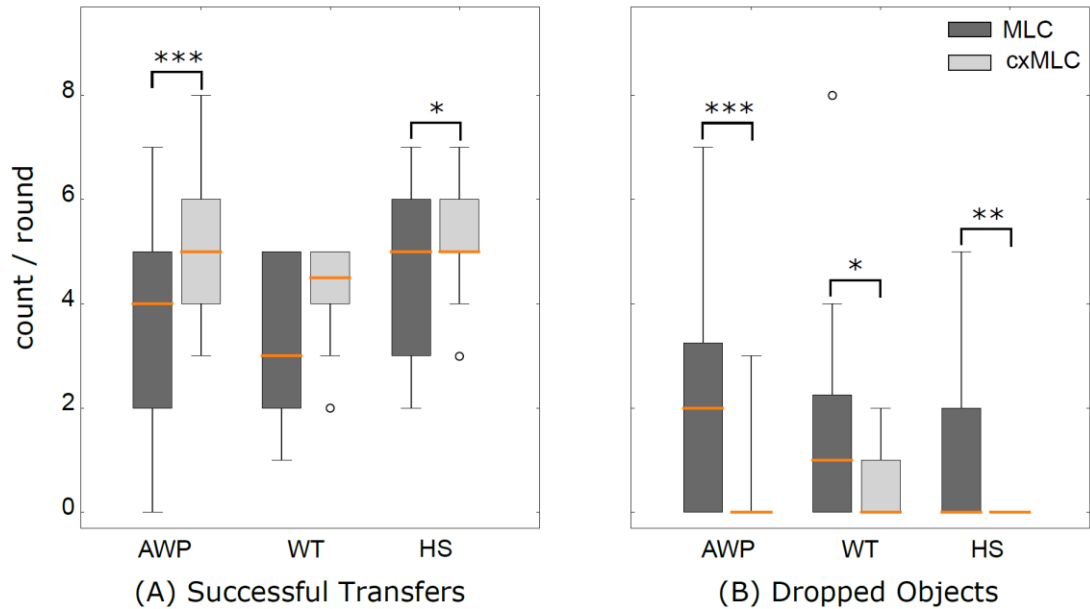 count / round
8
6
4
2
0
***
*
AWP
WT
HS
(A) Successful Transfers
MLC
cxMLC
***
*
**
AWP
WT
HS
(B) Dropped Objects